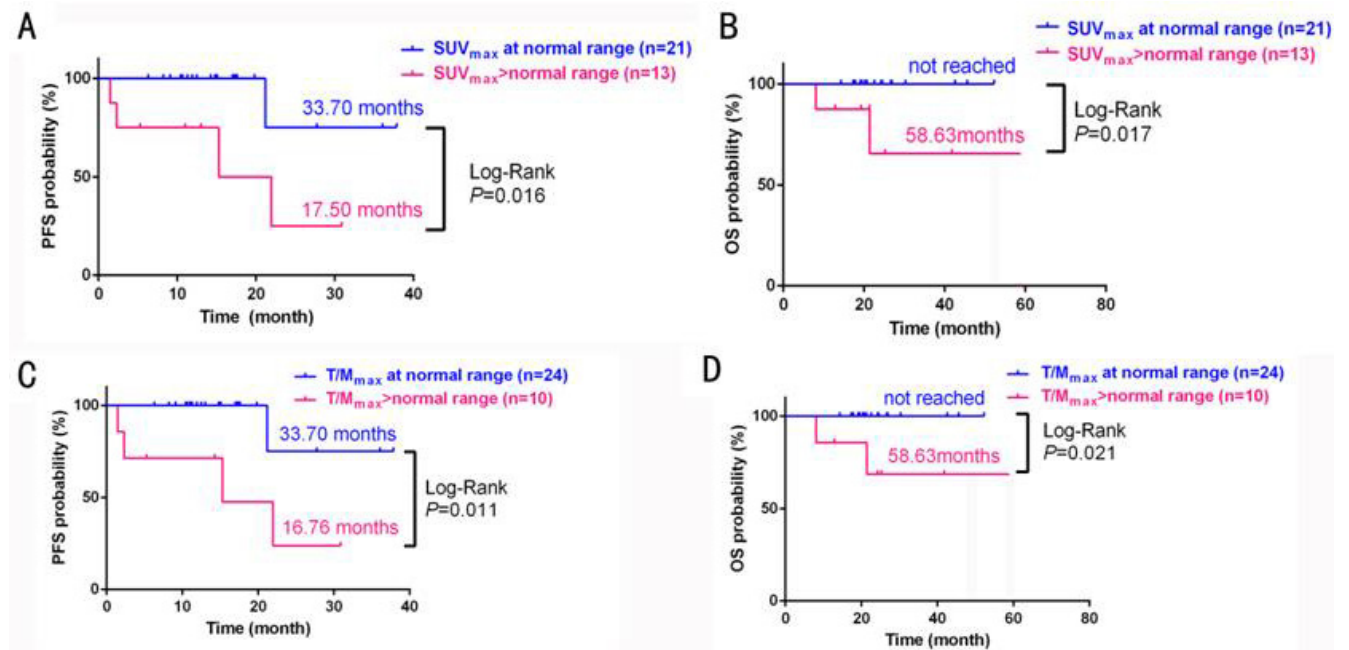 A
SUVmax at normal range (n=21)
SUVmax>normal range (n=13)
PFS probability (%)
100
50
0
0 10 20 30 40
Time (month)
33.70 months
17.50 months
Log-Rank
P=0.016
B
SUVmax at normal range (n=21)
SUVmax>normal range (n=13)
OS probability (%)
100
50
0
0 20 40 60 80
Time (month)
not reached
58.63months
Log-Rank
P=0.017
C
T/Mmax at normal range (n=24)
T/Mmax>normal range (n=10)
PFS probability (%)
100
50
0
0 10 20 30 40
Time (month)
33.70 months
16.76 months
Log-Rank
P=0.011
D
T/Mmax at normal range (n=24)
T/Mmax>normal range (n=10)
OS probability (%)
100
50
0
0 20 40 60 80
Time (month)
not reached
58.63months
Log-Rank
P=0.021